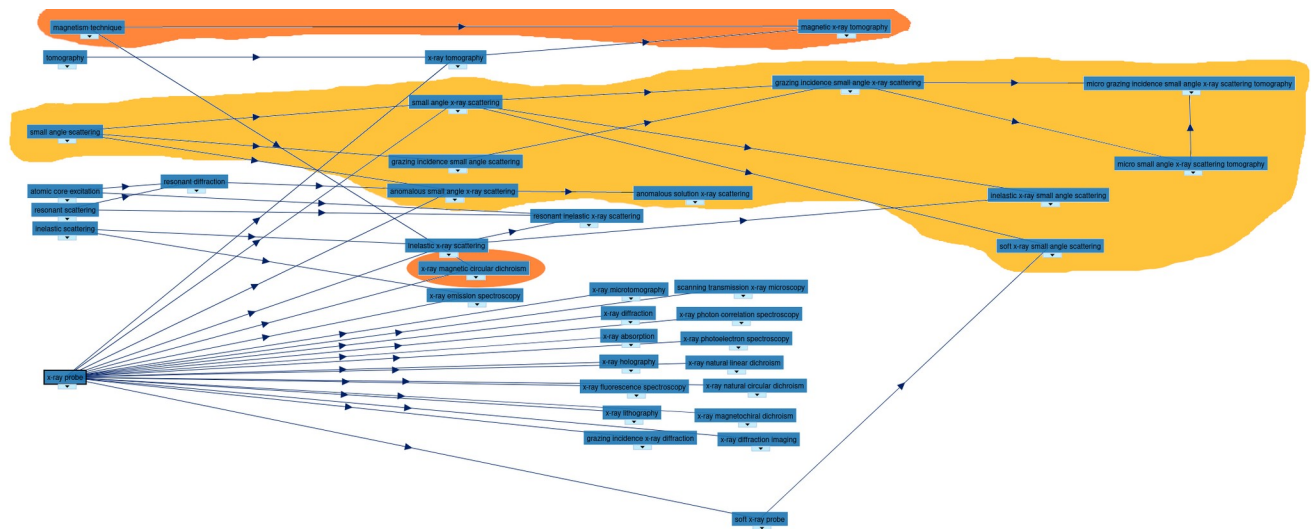 magnetism technique
magnetic x-ray tomography
tomography
x-ray tomography
grazing incidence small angle x-ray scattering
micro grazing incidence small angle x-ray scattering tomography
small angle x-ray scattering
small angle scattering
grazing incidence small angle scattering
micro small angle x-ray scattering tomography
resonant diffraction
atomic core excitation
anomalous small angle x-ray scattering
anomalous solution x-ray scattering
inelastic x-ray small angle scattering
resonant scattering
resonant inelastic x-ray scattering
inelastic scattering
inelastic x-ray scattering
soft x-ray small angle scattering
x-ray magnetic circular dichroism
x-ray microtomography
scanning transmission x-ray microscopy
x-ray emission spectroscopy
x-ray diffraction
x-ray photon correlation spectroscopy
x-ray absorption
x-ray photoelectron spectroscopy
x-ray holography
x-ray natural linear dichroism
x-ray probe
x-ray fluorescence spectroscopy
x-ray natural circular dichroism
x-ray lithography
x-ray magnetochiral dichroism
grazing incidence x-ray diffraction
x-ray diffraction imaging
soft x-ray probe